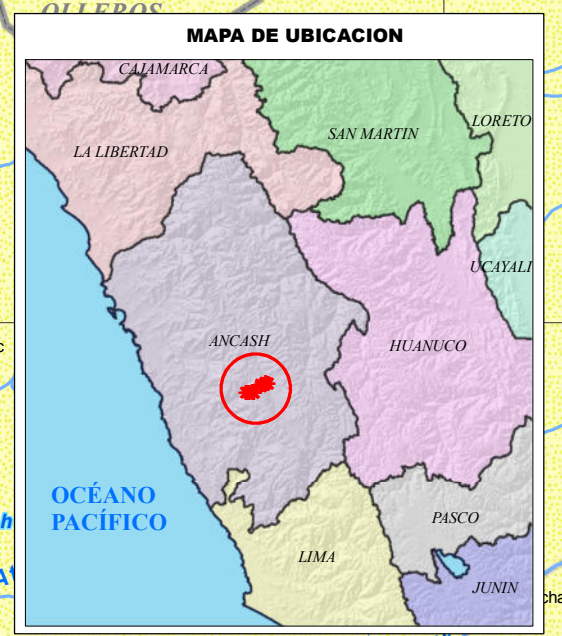 OLLEROS
MAPA DE UBICACION
CAJAMARCA
LORETO
SAN MARTIN
LA LIBERTAD
UCAYALI
ANCASH
HUANUCO
OCÉANO
PACÍFICO
PASCO
LIMA
JUNIN